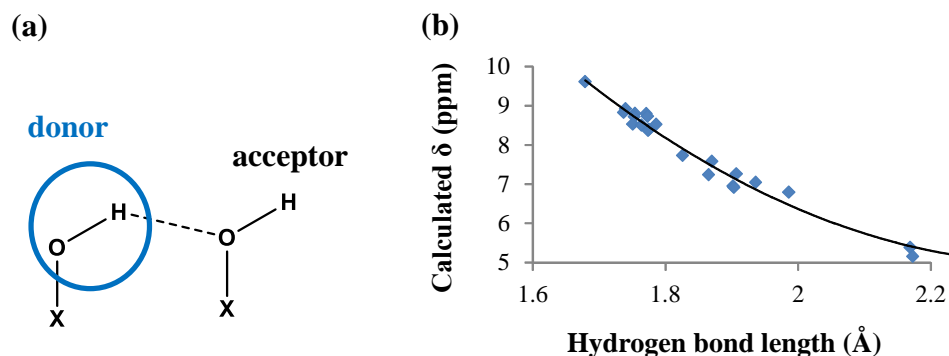 (a)
donor
acceptor
H
H
O
O
X
X
(b)
Calculated δ (ppm)
10
9
8
7
6
5
1.6
1.8
2
2.2
Hydrogen bond length (Å)